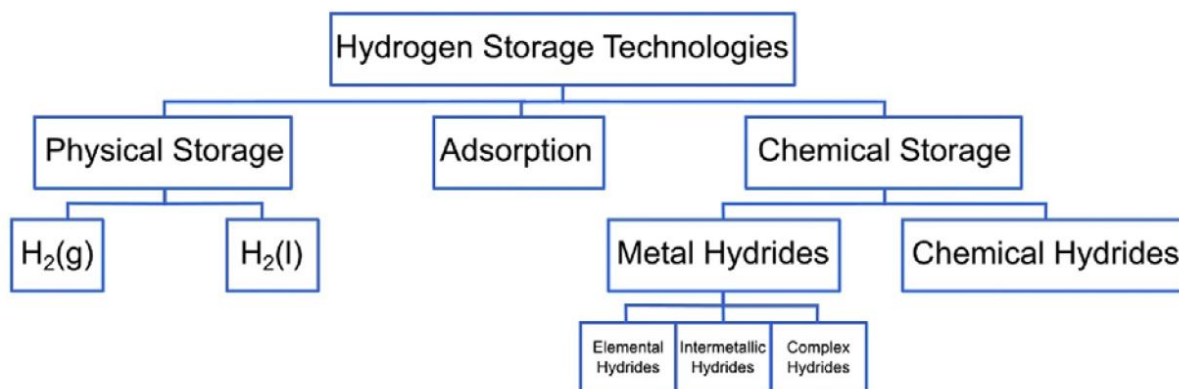 Hydrogen Storage Technologies
Physical Storage
Adsorption
Chemical Storage
H₂(g)
H₂(l)
Metal Hydrides
Chemical Hydrides
Elemental
Hydrides
Intermetallic
Hydrides
Complex
Hydrides